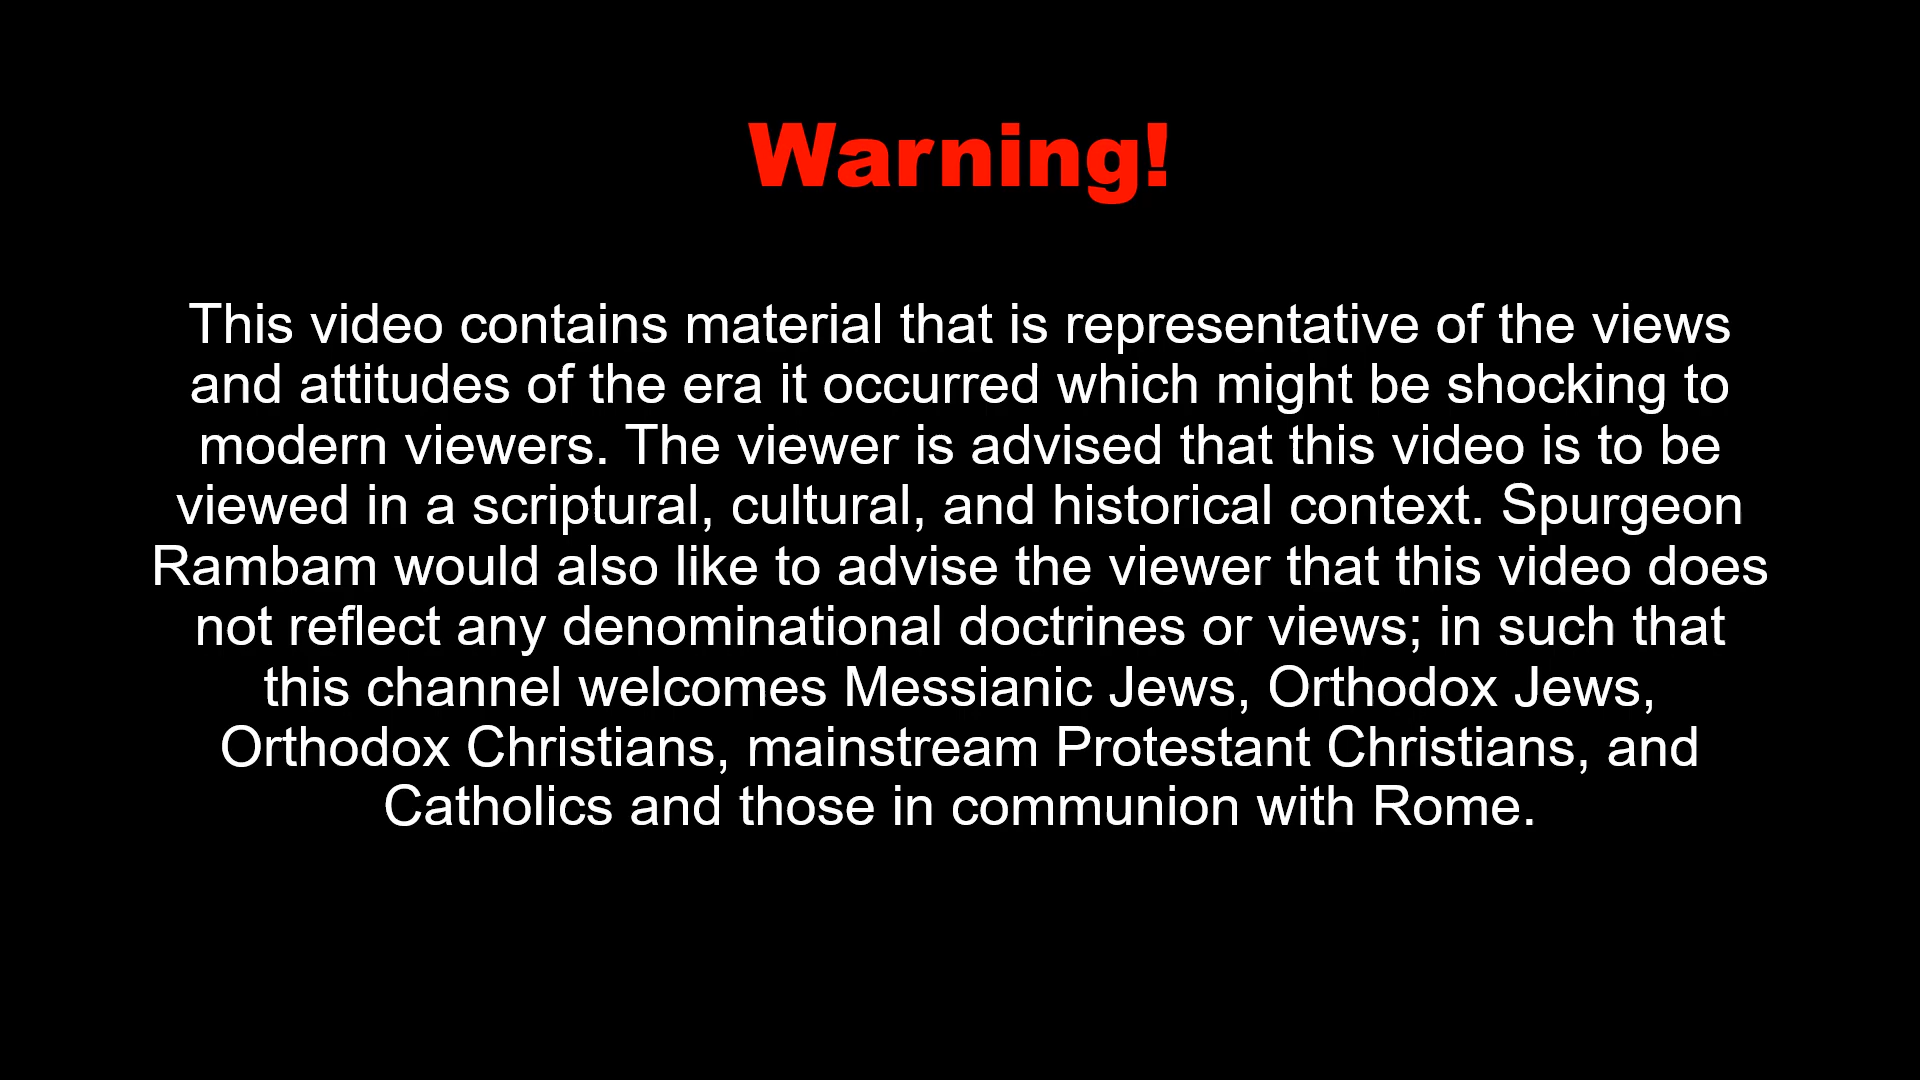 Warning!
This video contains material that is representative of the views
and attitudes of the era it occurred which might be shocking to
modern viewers. The viewer is advised that this video is to be
viewed in a scriptural, cultural, and historical context. Spurgeon
Rambam would also like to advise the viewer that this video does
not reflect any denominational doctrines or views; in such that
this channel welcomes Messianic Jews, Orthodox Jews,
Orthodox Christians, mainstream Protestant Christians, and
Catholics and those in communion with Rome.